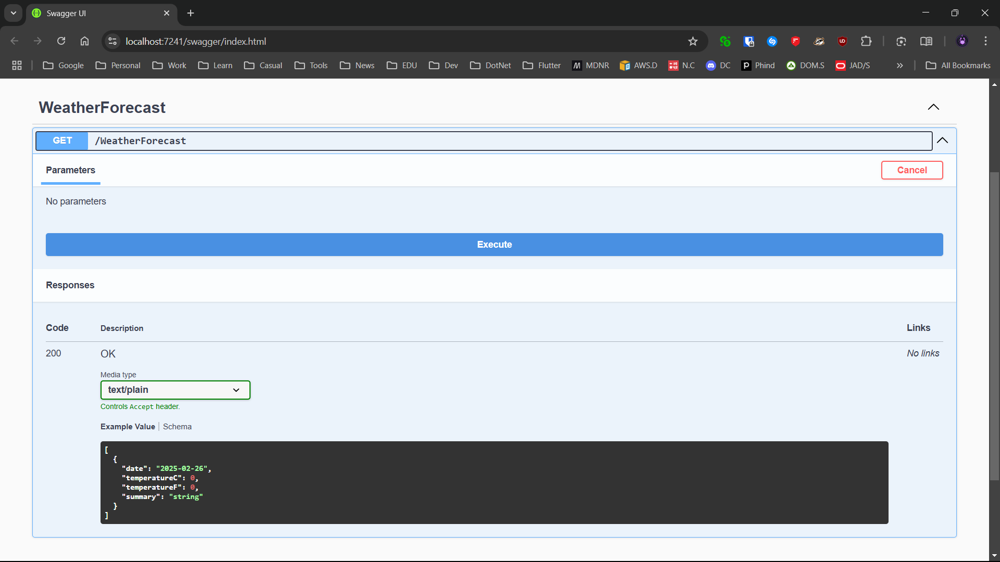 Swagger UI
localhost:7241/swagger/index.html
Google Personal Work Learn Casual Tools News EDU Dev DotNet Flutter MDNR AWS.D N.C DC Phind DOM.S JAD/S » All Bookmarks
WeatherForecast
GET /WeatherForecast
Parameters Cancel
No parameters
Execute
Responses
Code Description Links
200 OK No links
Media type
text/plain
Controls Accept header.
Example Value | Schema
[
  {
    "date": "2025-02-26",
    "temperatureC": 0,
    "temperatureF": 0,
    "summary": "string"
  }
]